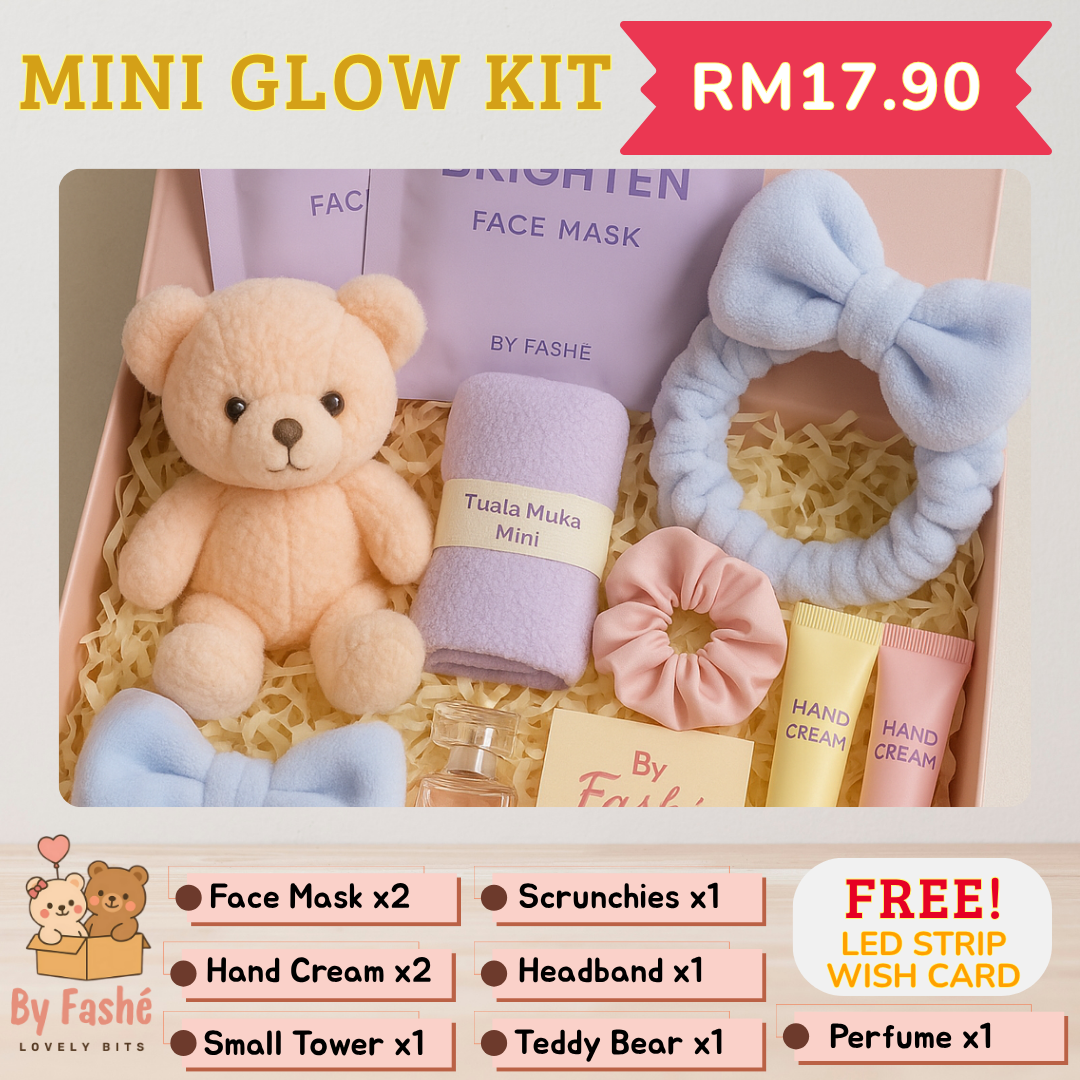 MINI GLOW KIT
RM17.90
FAC
BRIGHTEN
FACE MASK
BY FASHĒ
Tuala Muka
Mini
HAND
CREAM
HAND
CREAM
By
Fashé
Face Mask x2
Scrunchies x1
FREE!
LED STRIP
WISH CARD
Hand Cream x2
Headband x1
By Fashé
LOVELY BITS
Small Tower x1
Teddy Bear x1
Perfume x1